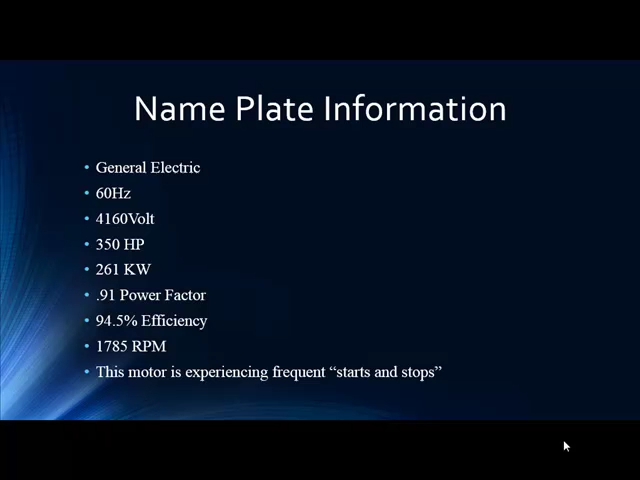 Name Plate Information
• General Electric
• 60Hz
• 4160Volt
• 350 HP
• 261 KW
• .91 Power Factor
• 94.5% Efficiency
• 1785 RPM
• This motor is experiencing frequent “starts and stops”